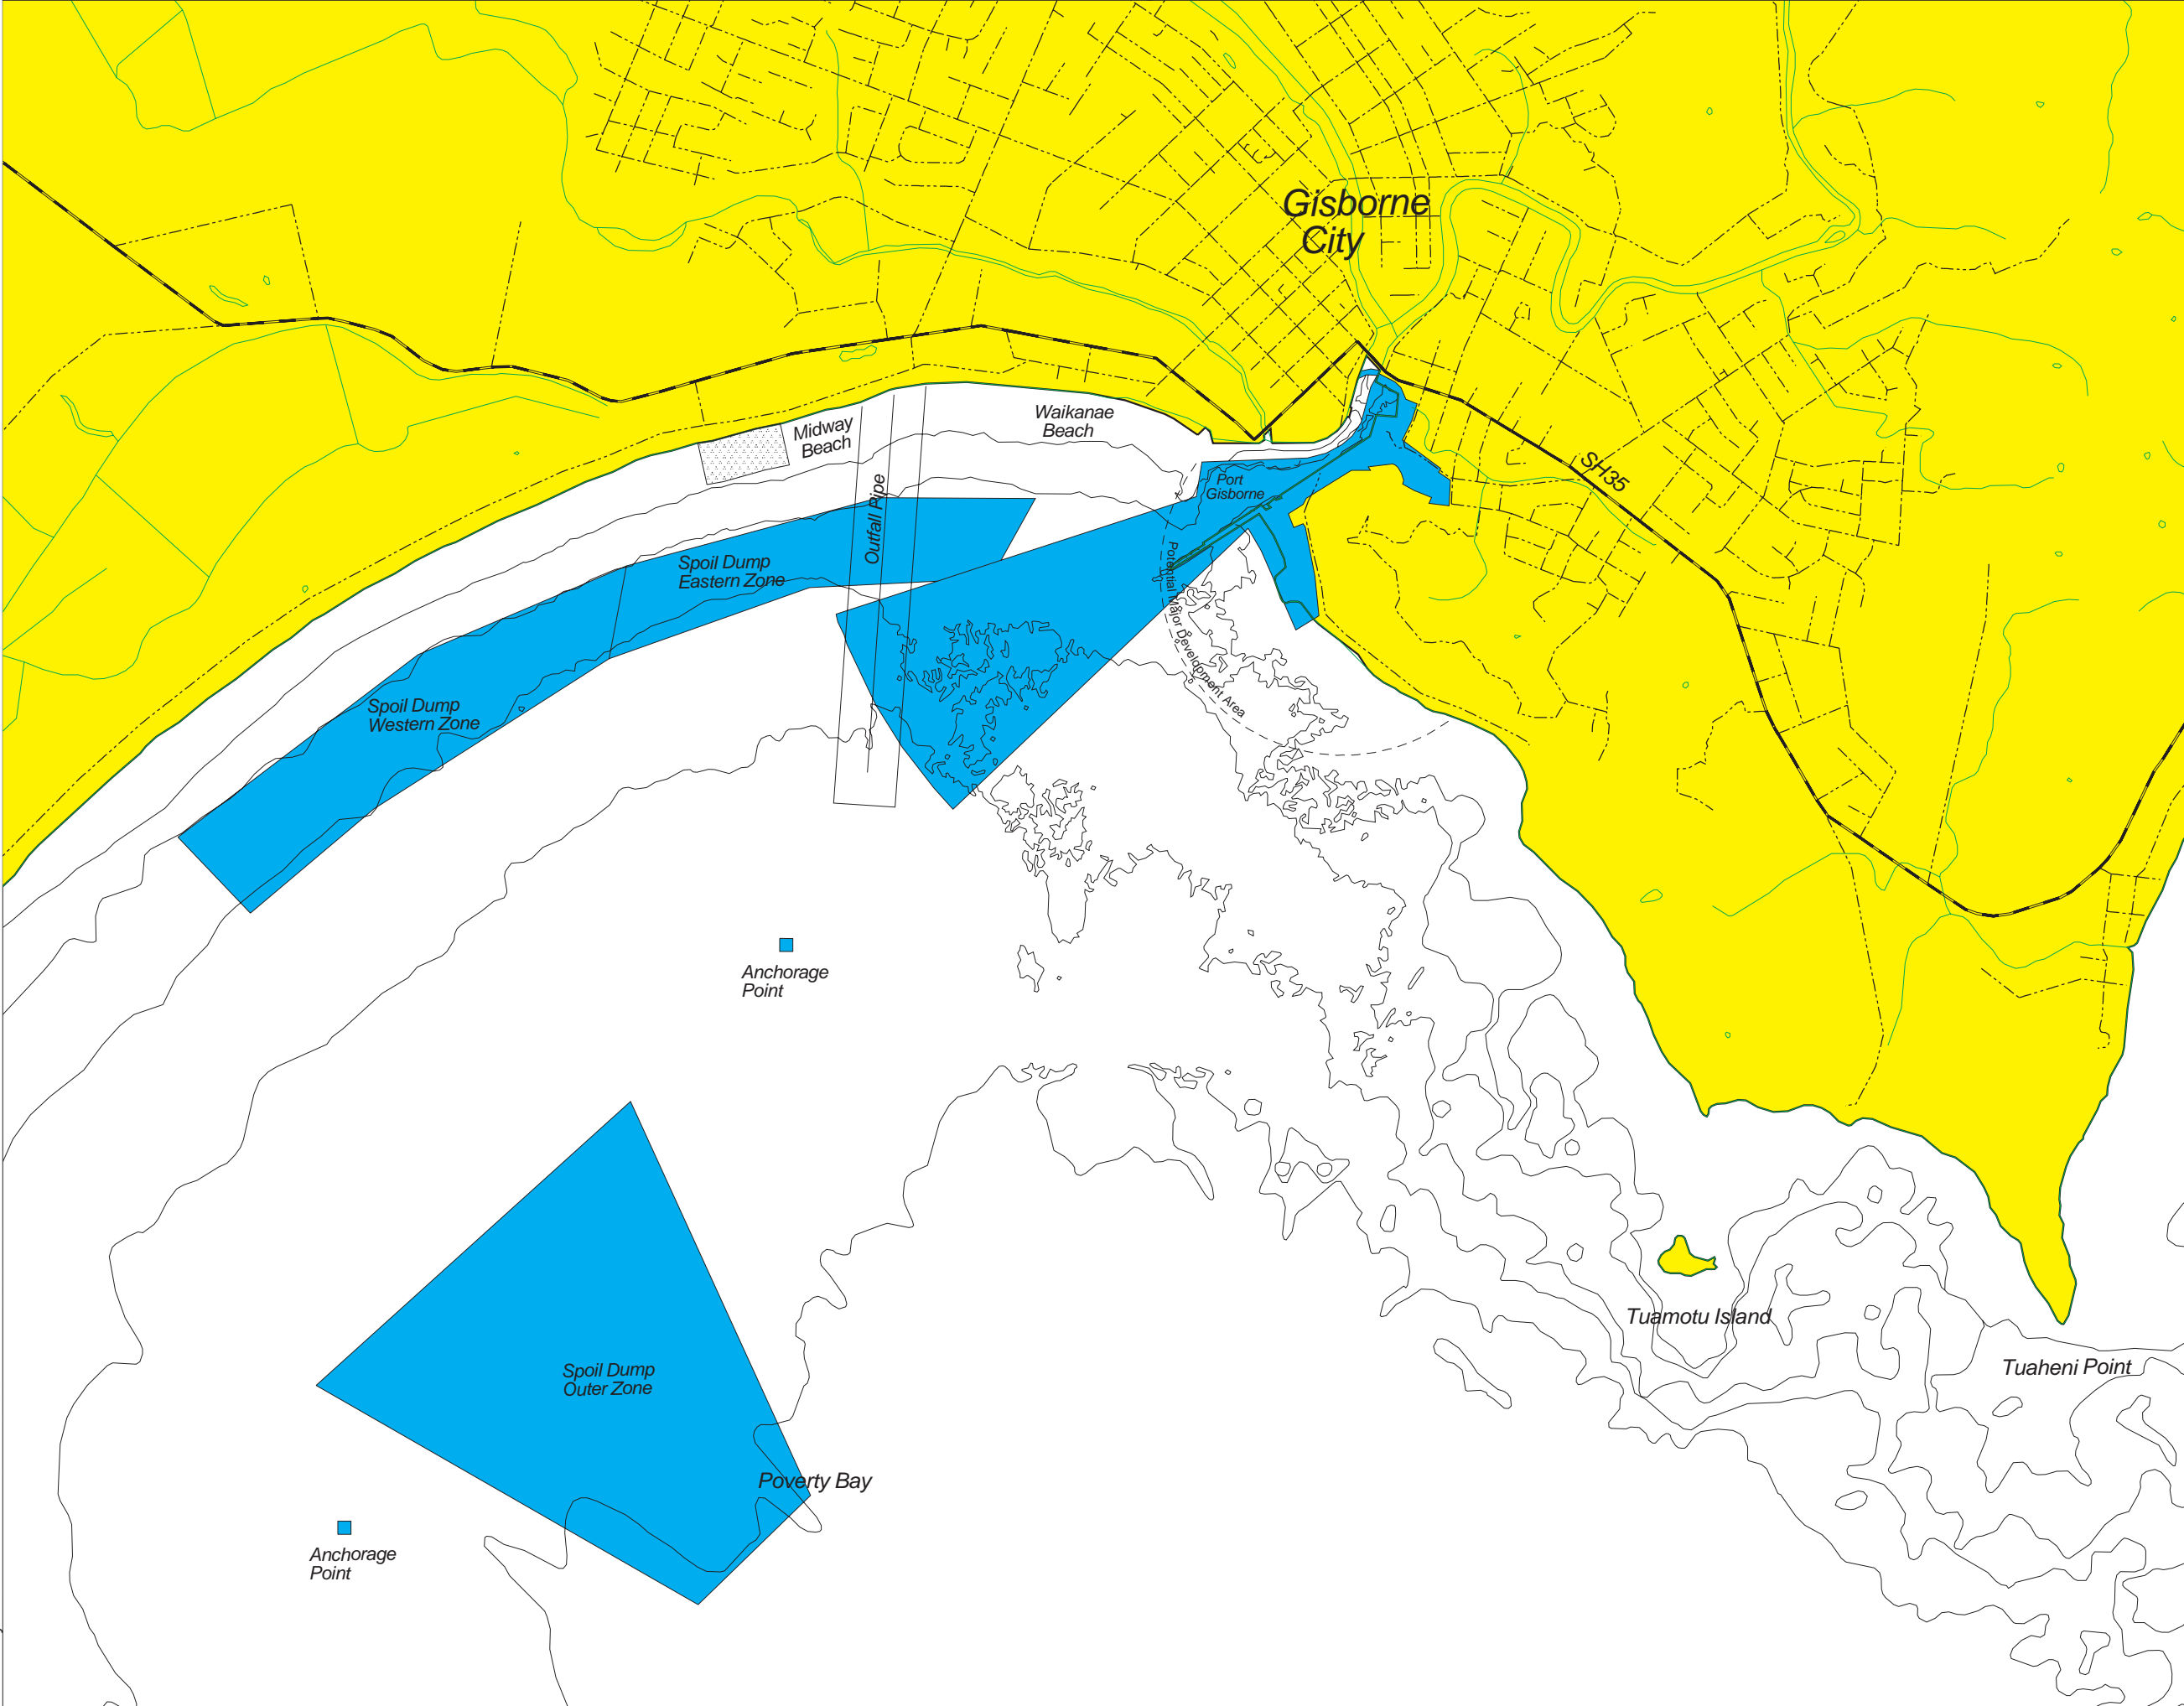 Gisborne
City
Waikanae
Beach
Midway
Beach
SH35
Port
Gisborne
Outfall Pipe
Spoil Dump
Eastern Zone
Potential Major Development Area
Spoil Dump
Western Zone
Anchorage
Point
Tuamotu Island
Tuaheni Point
Spoil Dump
Outer Zone
Poverty Bay
Anchorage
Point